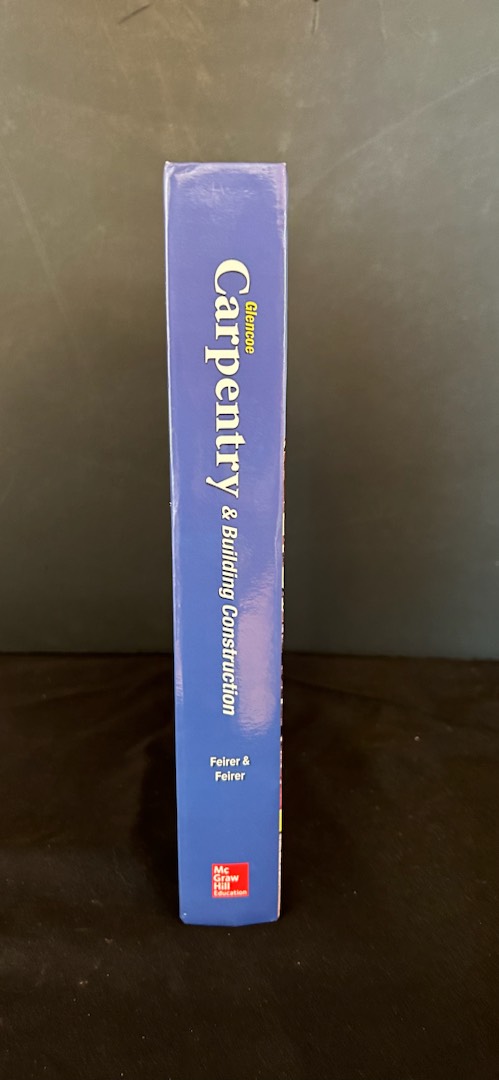 Glencoe
Carpentry & Building Construction
Feirer &
Feirer
Mc
Graw
Hill
Education